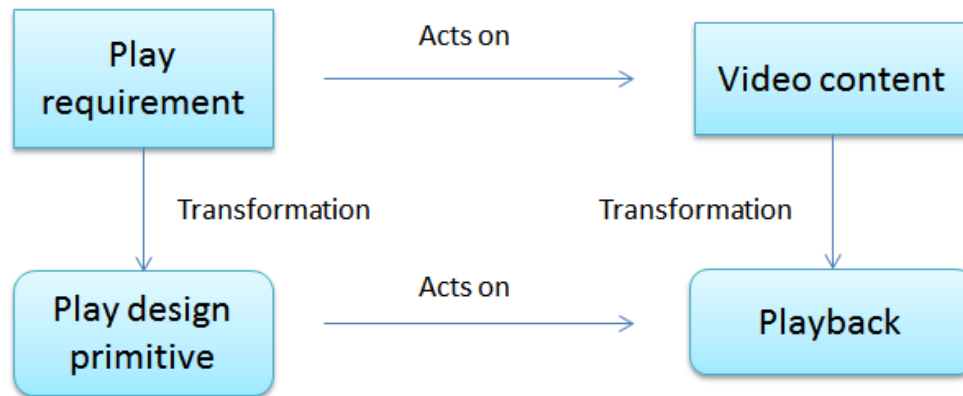 Play
requirement
Acts on
Video content
Transformation
Transformation
Play design
primitive
Acts on
Playback